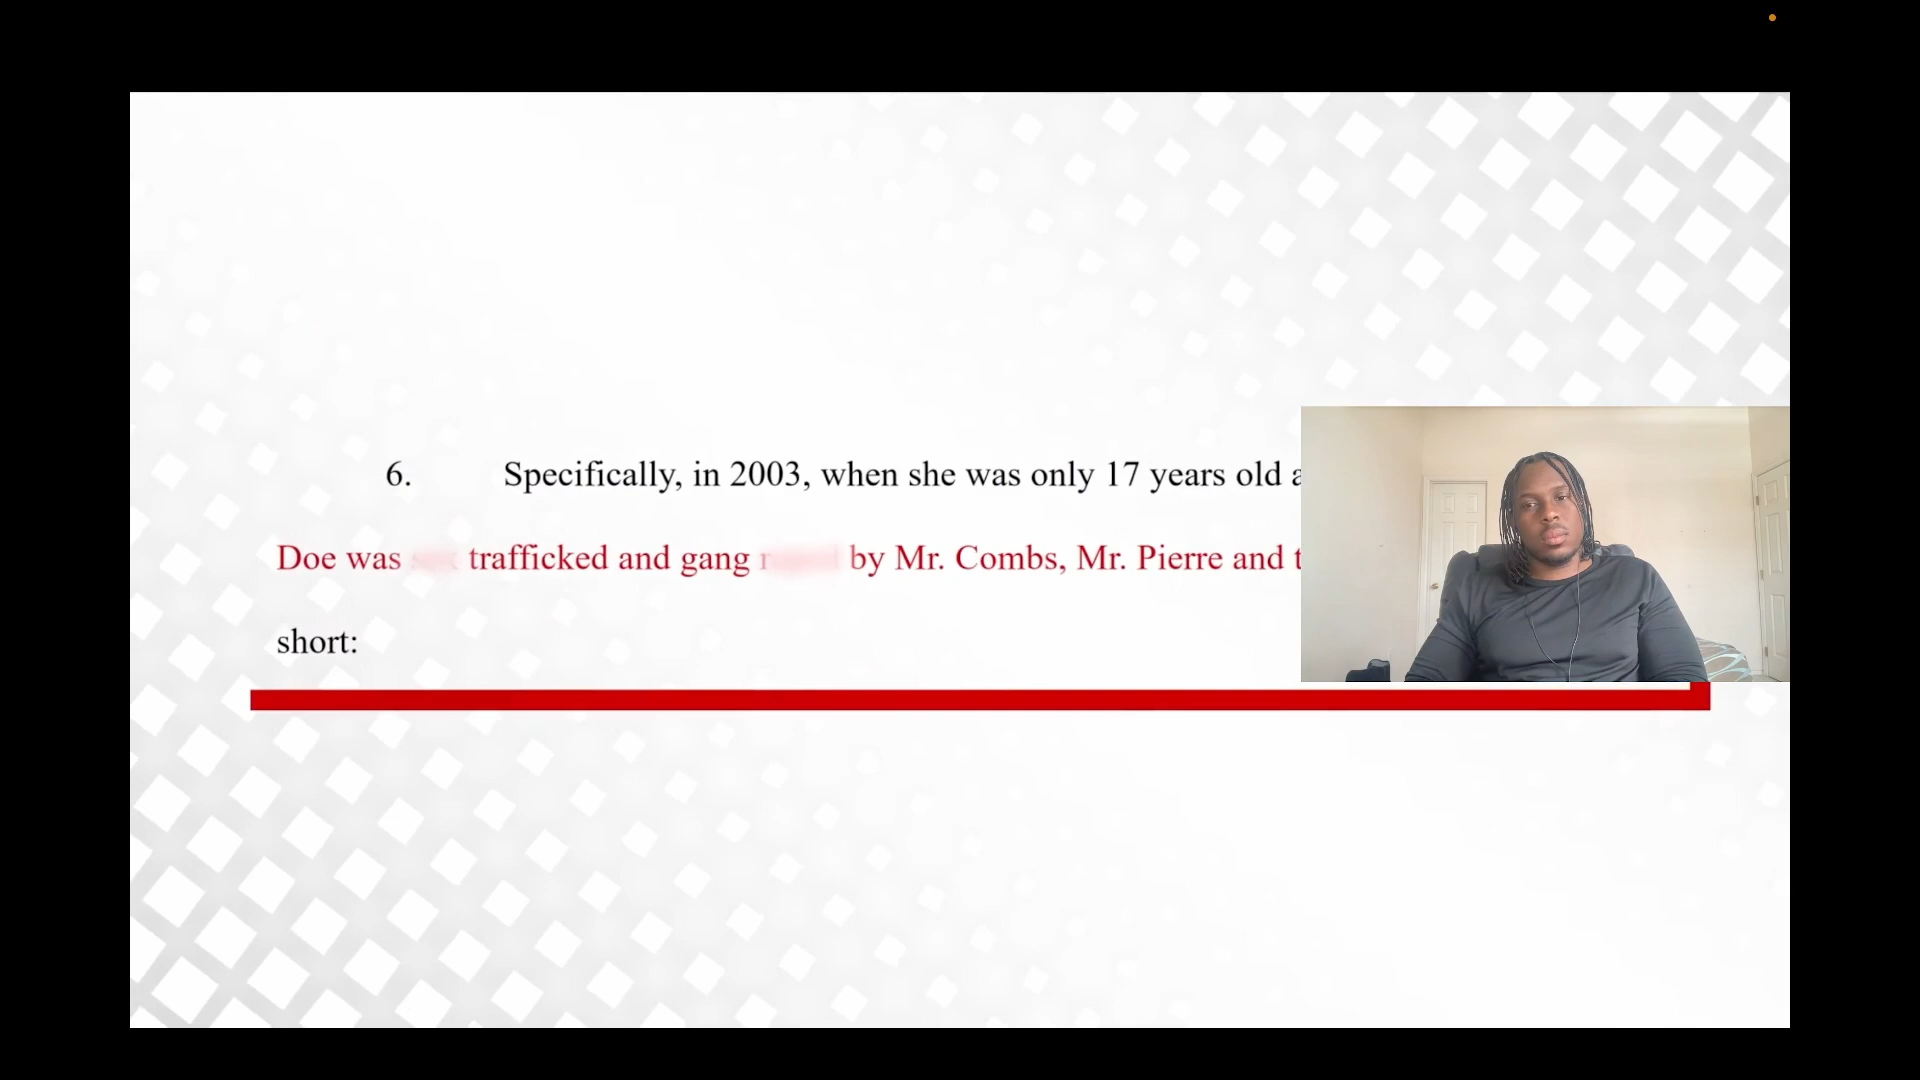 6. Specifically, in 2003, when she was only 17 years old
Doe was trafficked and gang by Mr. Combs, Mr. Pierre and
short: